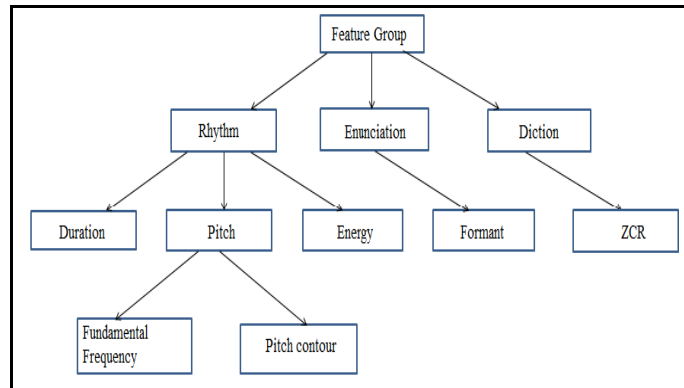 Feature Group
Rhythm
Enunciation
Diction
Duration
Pitch
Energy
Formant
ZCR
Fundamental
Frequency
Pitch contour